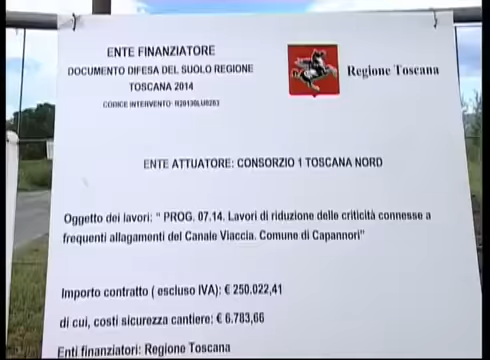 ENTE FINANZIATORE
DOCUMENTO DIFESA DEL SUOLO REGIONE
TOSCANA 2014
CODICE INTERVENTO:
Regione Toscana
ENTE ATTUATORE: CONSORZIO 1 TOSCANA NORD
Oggetto dei lavori: " PROG. 07.14. Lavori di riduzione delle criticità connesse a
frequenti allagamenti del Canale Viaccia. Comune di Capannori"
Importo contratto ( escluso IVA): € 250.022,41
di cui, costi sicurezza cantiere: € 6.783,66
Enti finanziatori: Regione Toscana